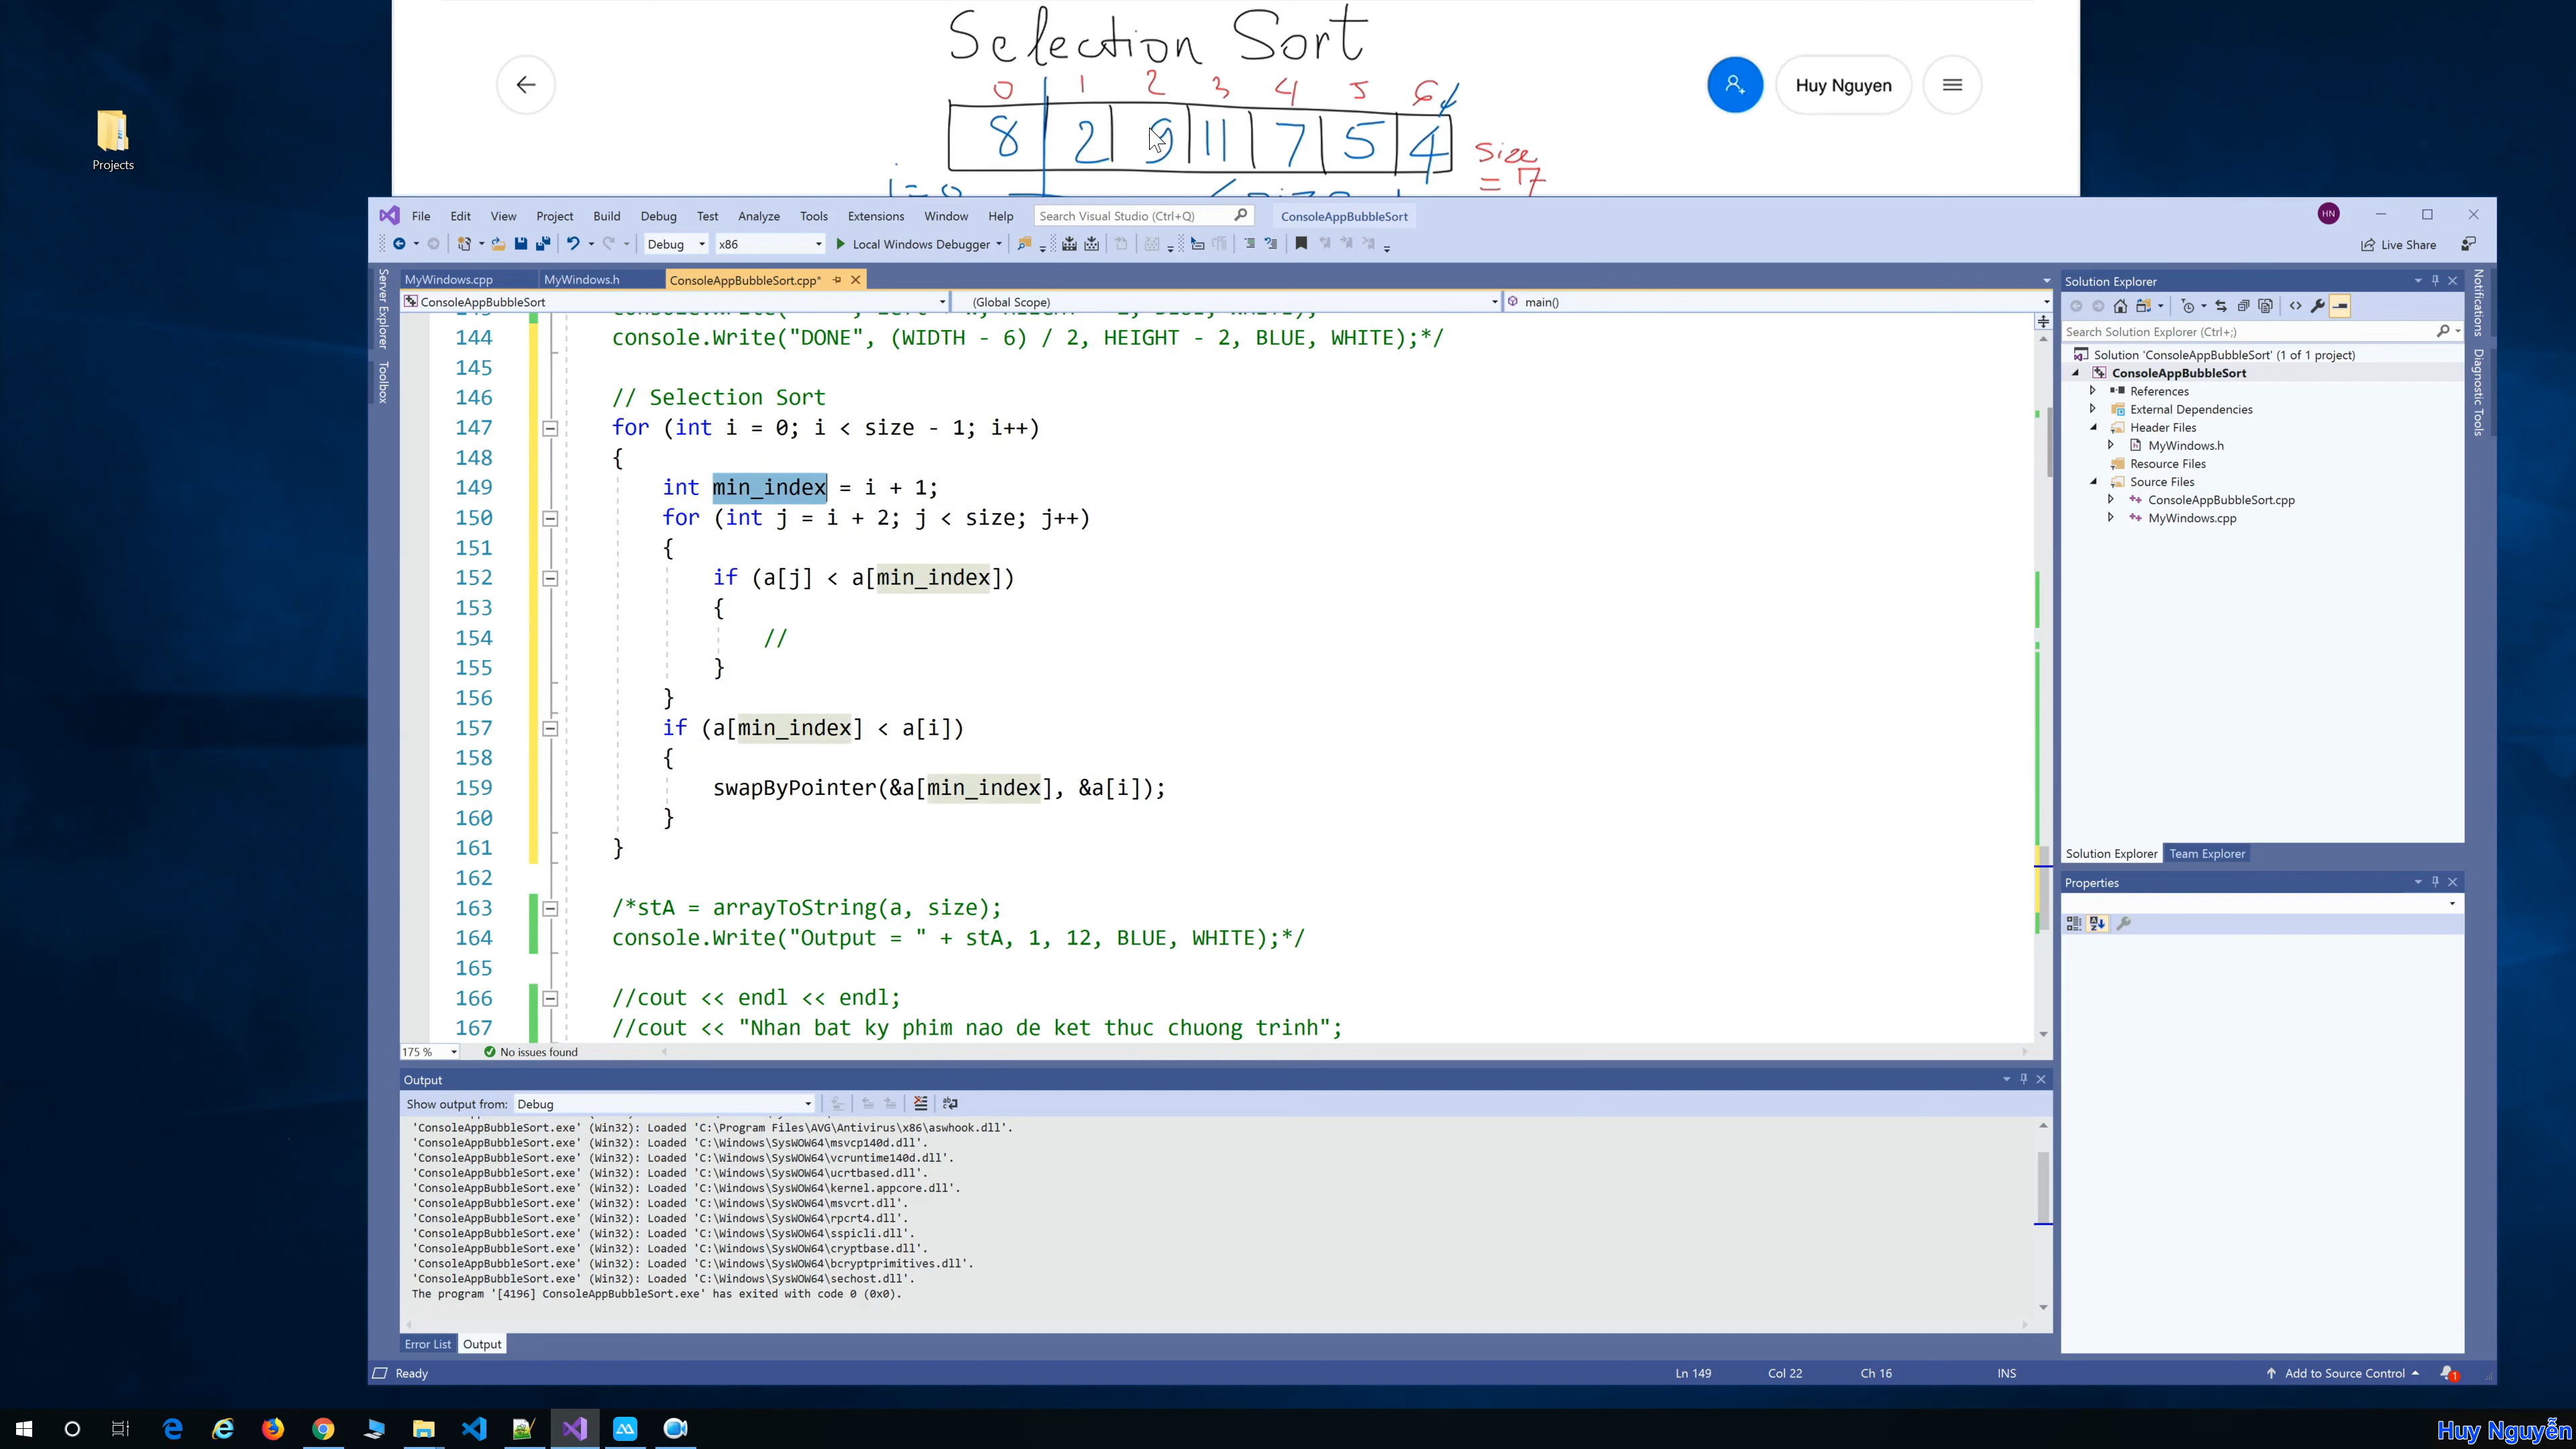 Selection Sort
0 1 2 3 4 5 6
8 2 9 11 7 5 4
size
= 7
Huy Nguyen
Projects
File Edit View Project Build Debug Test Analyze Tools Extensions Window Help Search Visual Studio (Ctrl+Q) ConsoleAppBubbleSort HN
Debug x86 Local Windows Debugger Live Share
Server Explorer
Toolbox
MyWindows.cpp MyWindows.h ConsoleAppBubbleSort.cpp*
ConsoleAppBubbleSort (Global Scope) main()
144 console.Write("DONE", (WIDTH - 6) / 2, HEIGHT - 2, BLUE, WHITE);*/
145
146 // Selection Sort
147 for (int i = 0; i < size - 1; i++)
148 {
149 int min_index = i + 1;
150 for (int j = i + 2; j < size; j++)
151 {
152 if (a[j] < a[min_index])
153 {
154 //
155 }
156 }
157 if (a[min_index] < a[i])
158 {
159 swapByPointer(&a[min_index], &a[i]);
160 }
161 }
162
163 /*stA = arrayToString(a, size);
164 console.Write("Output = " + stA, 1, 12, BLUE, WHITE);*/
165
166 //cout << endl << endl;
167 //cout << "Nhan bat ky phim nao de ket thuc chuong trinh";
175 % No issues found
Output
Show output from: Debug
'ConsoleAppBubbleSort.exe' (Win32): Loaded 'C:\Program Files\AVG\Antivirus\x86\aswhook.dll'.
'ConsoleAppBubbleSort.exe' (Win32): Loaded 'C:\Windows\SysWOW64\msvcp140d.dll'.
'ConsoleAppBubbleSort.exe' (Win32): Loaded 'C:\Windows\SysWOW64\vcruntime140d.dll'.
'ConsoleAppBubbleSort.exe' (Win32): Loaded 'C:\Windows\SysWOW64\ucrtbased.dll'.
'ConsoleAppBubbleSort.exe' (Win32): Loaded 'C:\Windows\SysWOW64\kernel.appcore.dll'.
'ConsoleAppBubbleSort.exe' (Win32): Loaded 'C:\Windows\SysWOW64\msvcrt.dll'.
'ConsoleAppBubbleSort.exe' (Win32): Loaded 'C:\Windows\SysWOW64\rpcrt4.dll'.
'ConsoleAppBubbleSort.exe' (Win32): Loaded 'C:\Windows\SysWOW64\sspicli.dll'.
'ConsoleAppBubbleSort.exe' (Win32): Loaded 'C:\Windows\SysWOW64\cryptbase.dll'.
'ConsoleAppBubbleSort.exe' (Win32): Loaded 'C:\Windows\SysWOW64\bcryptprimitives.dll'.
'ConsoleAppBubbleSort.exe' (Win32): Loaded 'C:\Windows\SysWOW64\sechost.dll'.
The program '[4196] ConsoleAppBubbleSort.exe' has exited with code 0 (0x0).
Error List Output
Solution Explorer
Search Solution Explorer (Ctrl+;)
Solution 'ConsoleAppBubbleSort' (1 of 1 project)
ConsoleAppBubbleSort
References
External Dependencies
Header Files
MyWindows.h
Resource Files
Source Files
ConsoleAppBubbleSort.cpp
MyWindows.cpp
Solution Explorer Team Explorer
Properties
Notifications
Diagnostic Tools
Ready Ln 149 Col 22 Ch 16 INS Add to Source Control 1
Huy Nguyễn